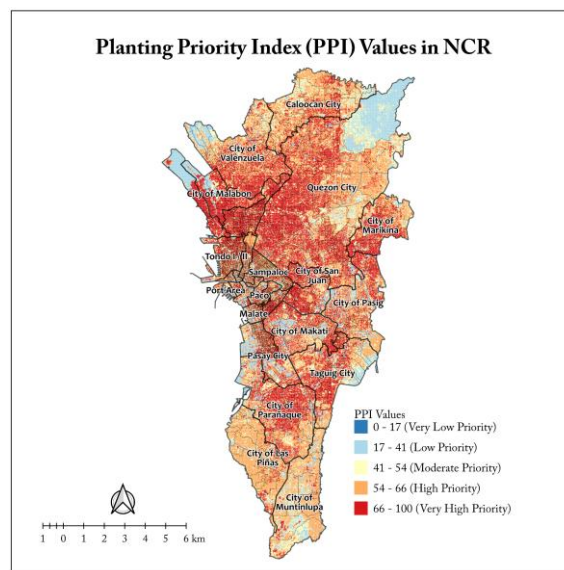 Planting Priority Index (PPI) Values in NCR
Caloocan City
City of
Valenzuela
City of Malabon
Quezon City
City of
Marikina
Tondo I/II
Sampaloc
City of San
Juan
Port Area
Paco
City of Pasig
Malate
City of Makati
Pasay City
Taguig City
City of
Parañaque
City of Las
Piñas
City of
Muntinlupa
PPI Values
0 - 17 (Very Low Priority)
17 - 41 (Low Priority)
41 - 54 (Moderate Priority)
54 - 66 (High Priority)
66 - 100 (Very High Priority)
1 0 1 2 3 4 5 6 km